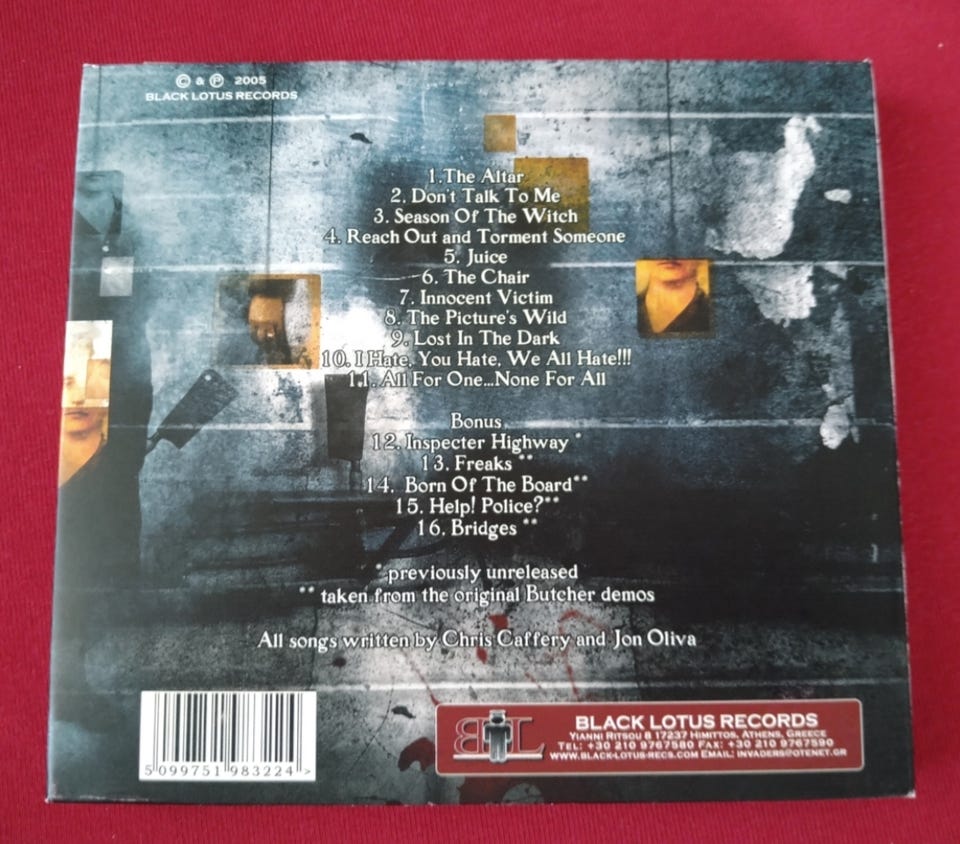 © & ℗ 2005
BLACK LOTUS RECORDS
1.The Altar
2. Don't Talk To Me
3. Season Of The Witch
4. Reach Out and Torment Someone
5. Juice
6. The Chair
7. Innocent Victim
8. The Picture's Wild
9. Lost In The Dark
10. I Hate, You Hate, We All Hate!!!
11. All For One...None For All
Bonus
12. Inspecter Highway *
13. Freaks **
14. Born Of The Board**
15. Help! Police?**
16. Bridges **
*previously unreleased
** taken from the original Butcher demos
All songs written by Chris Caffery and Jon Oliva
5 099751 983224 >
BLACK LOTUS RECORDS
YIANNI RITSOU 8 17237 HIMITTOS, ATHENS, GREECE
TEL: +30 210 9767580 FAX: +30 210 9767590
WWW.BLACK-LOTUS-RECS.COM EMAIL: INVADERS@OTENET.GR
BLL